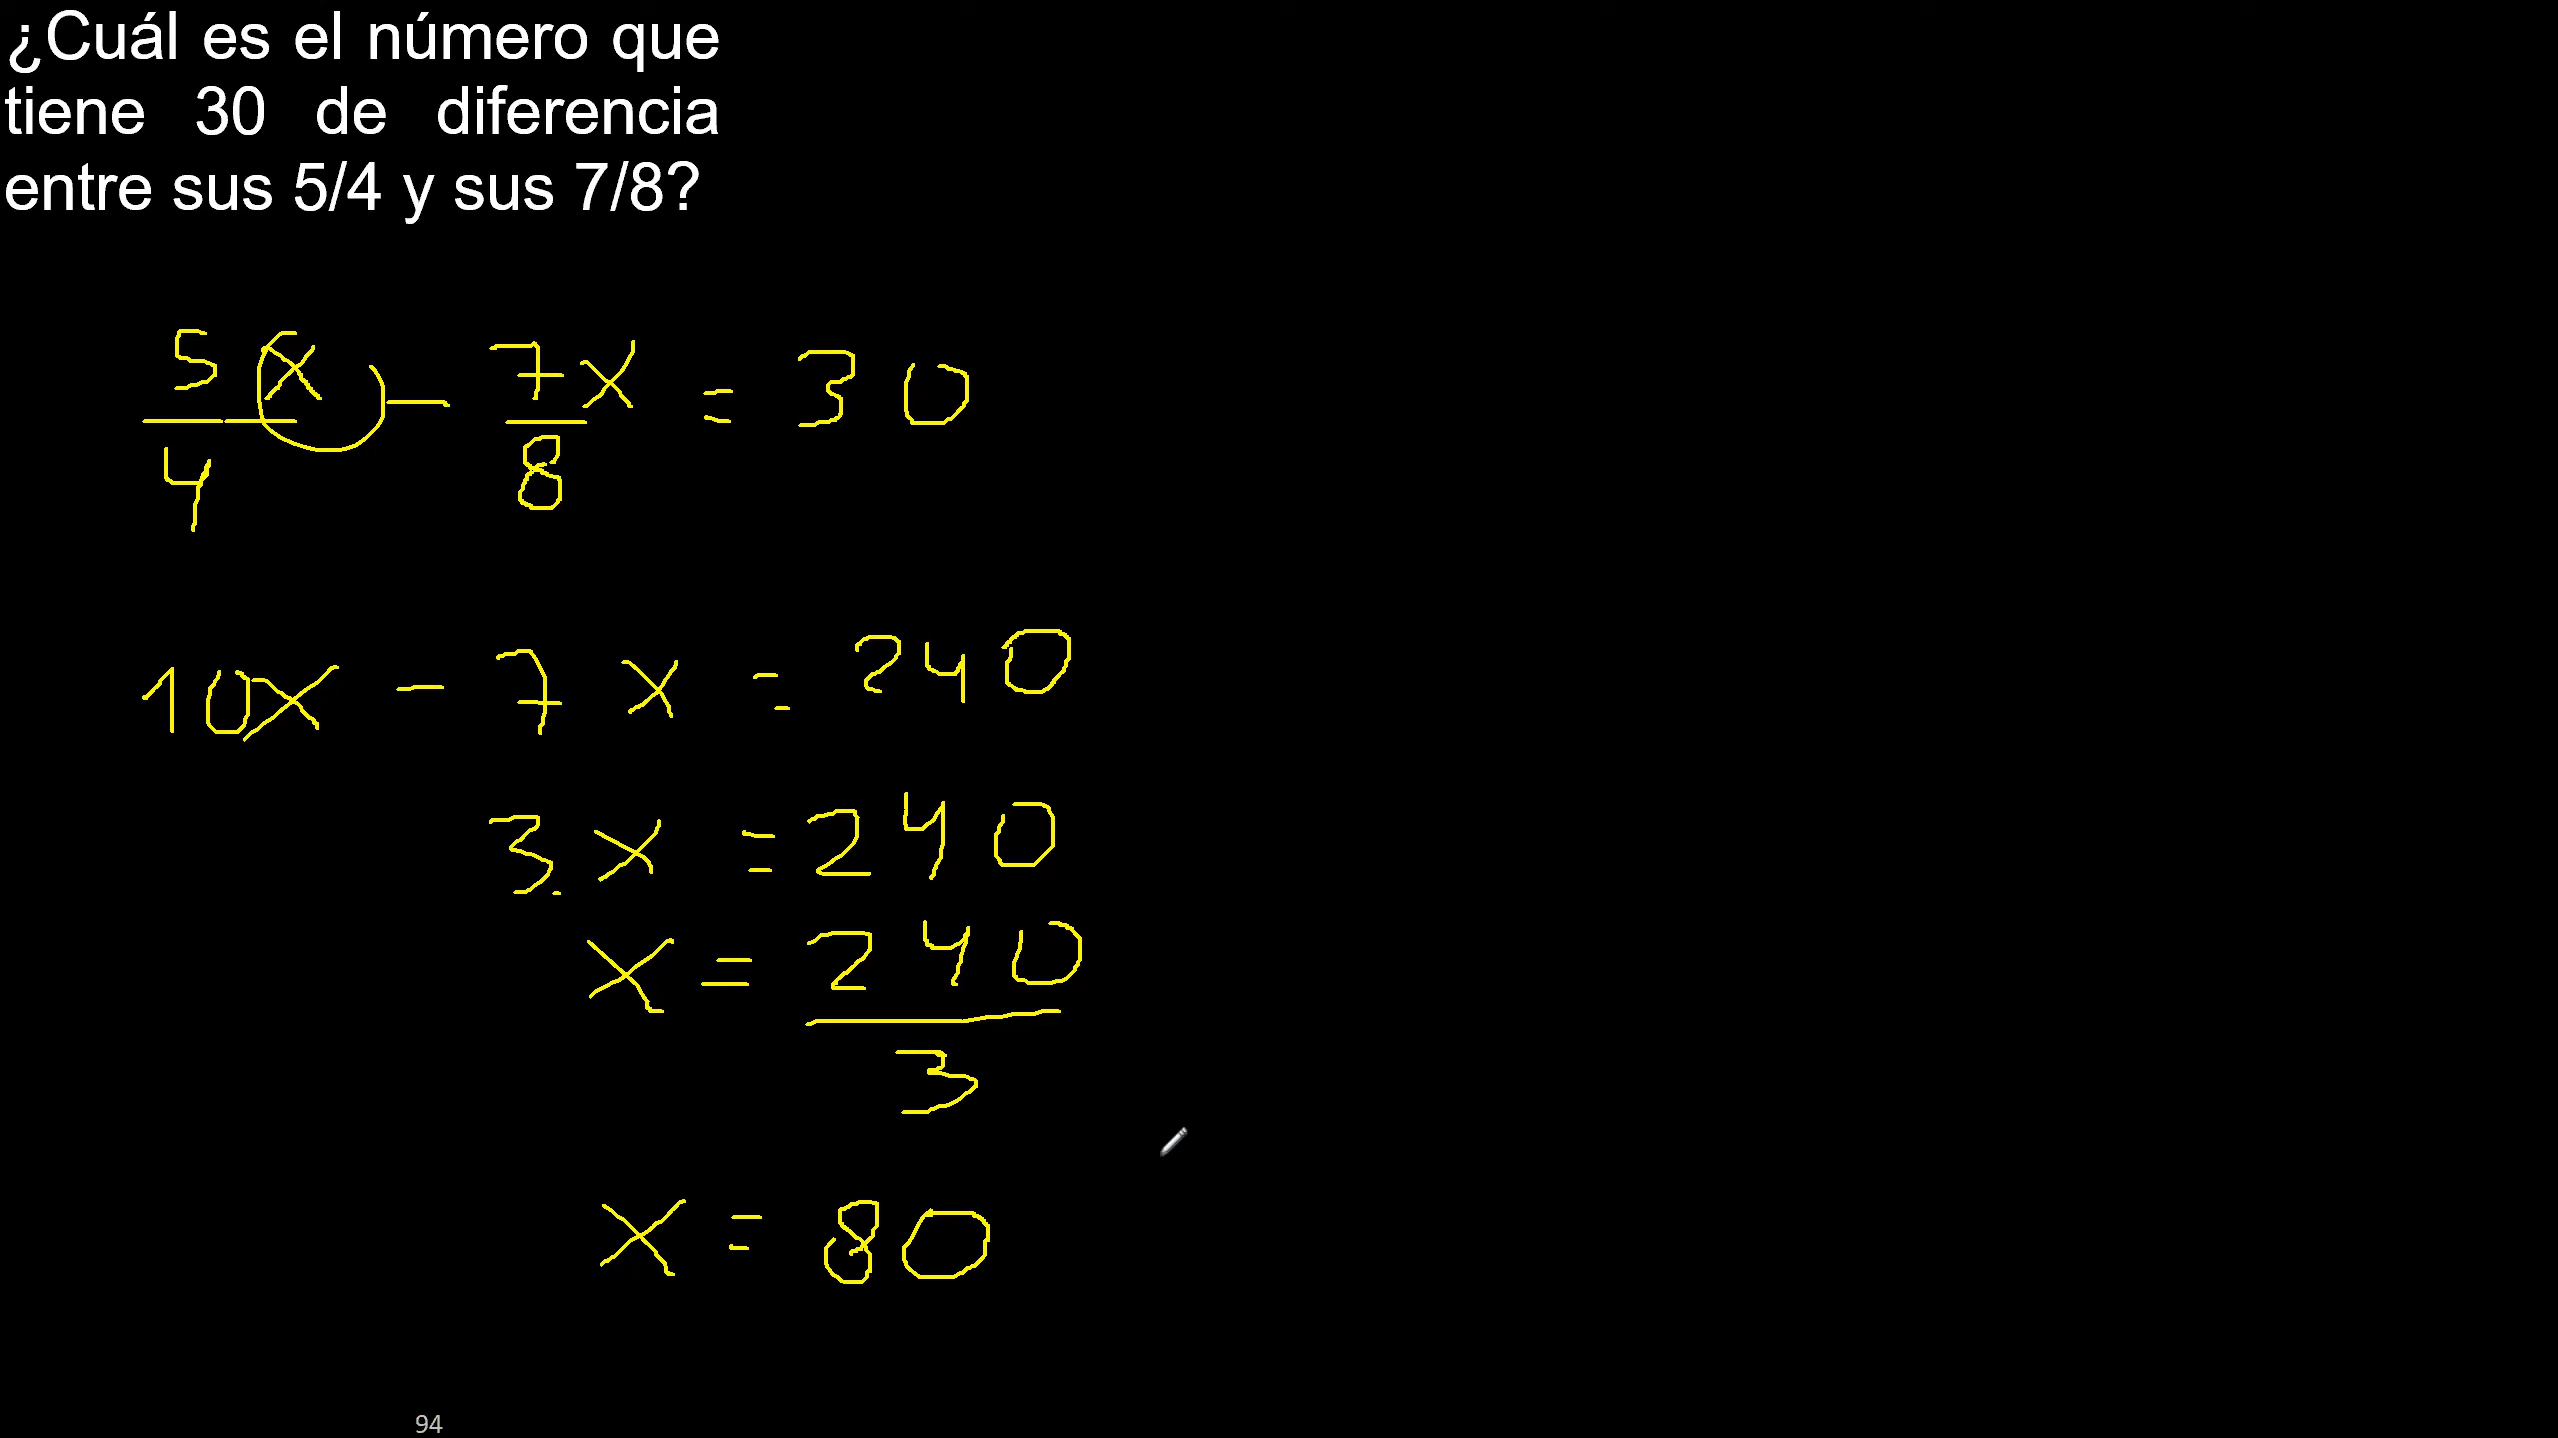 ¿Cuál es el número que
tiene 30 de diferencia
entre sus 5/4 y sus 7/8?
5x/4 - 7x/8 = 30
10x - 7x = 240
3.x = 240
x = 240/3
x = 80
94